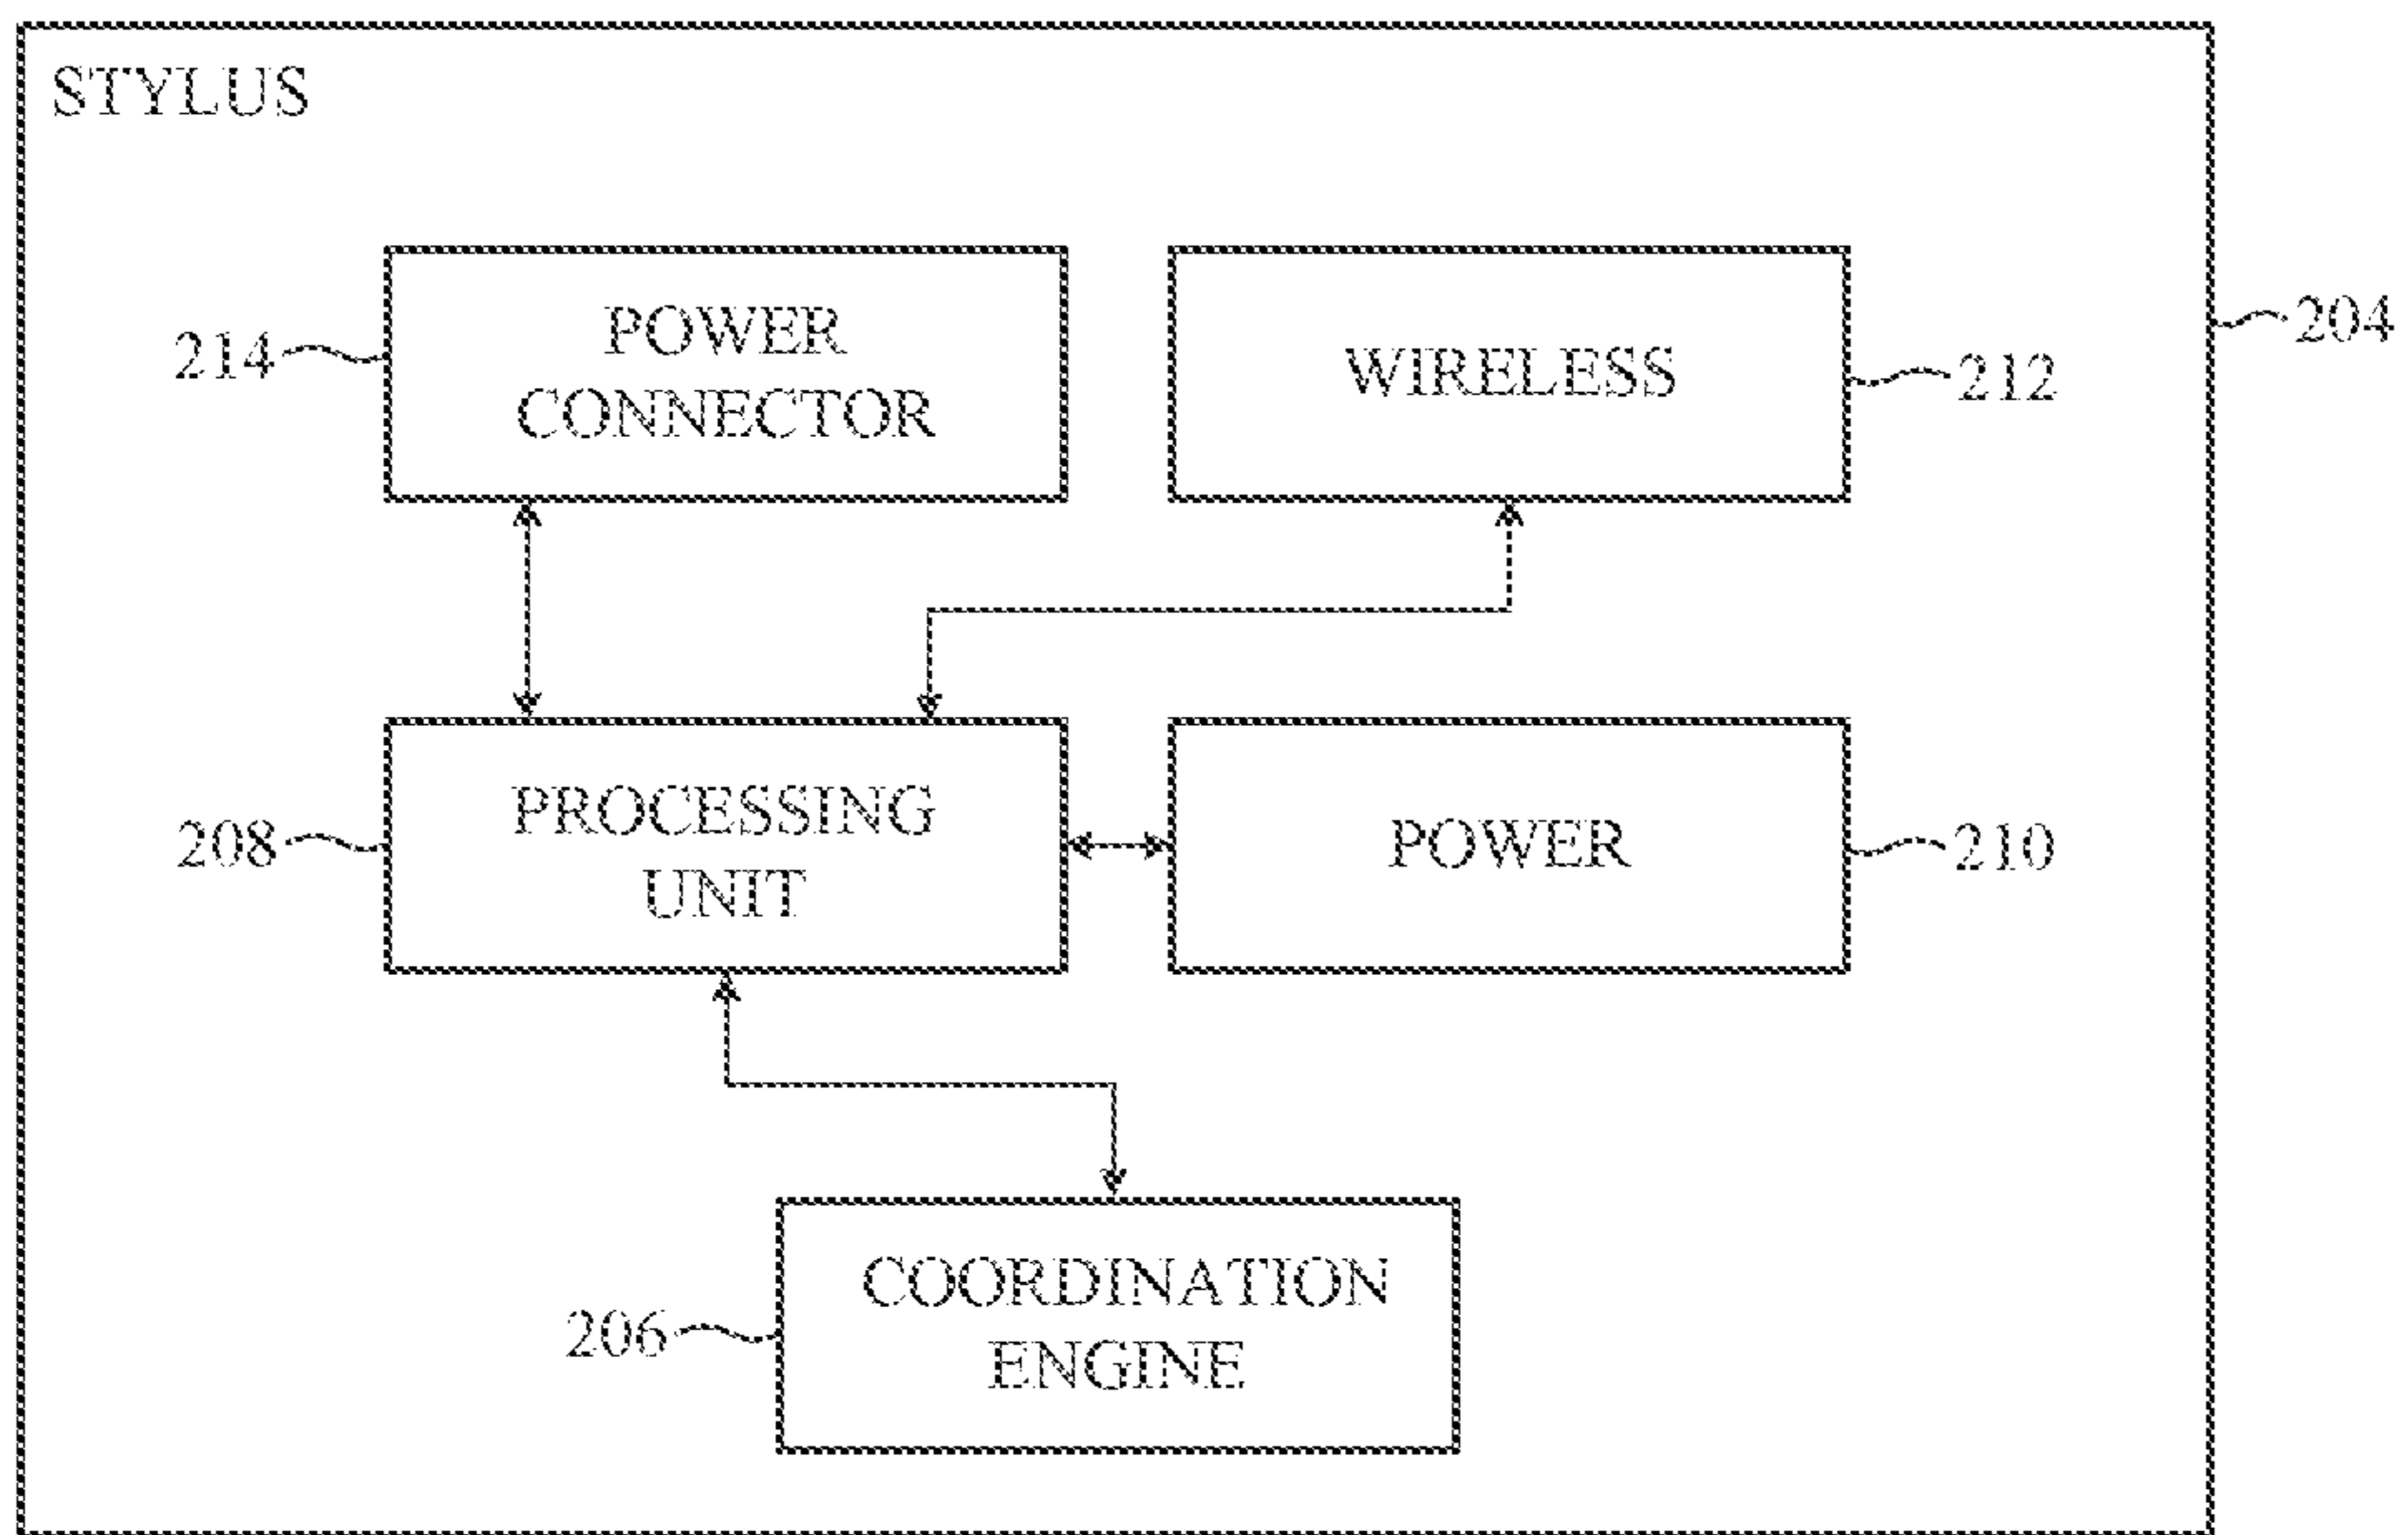 STYLUS
POWER
CONNECTOR
214
WIRELESS
212
204
PROCESSING
UNIT
208
POWER
210
COORDINATION
ENGINE
206